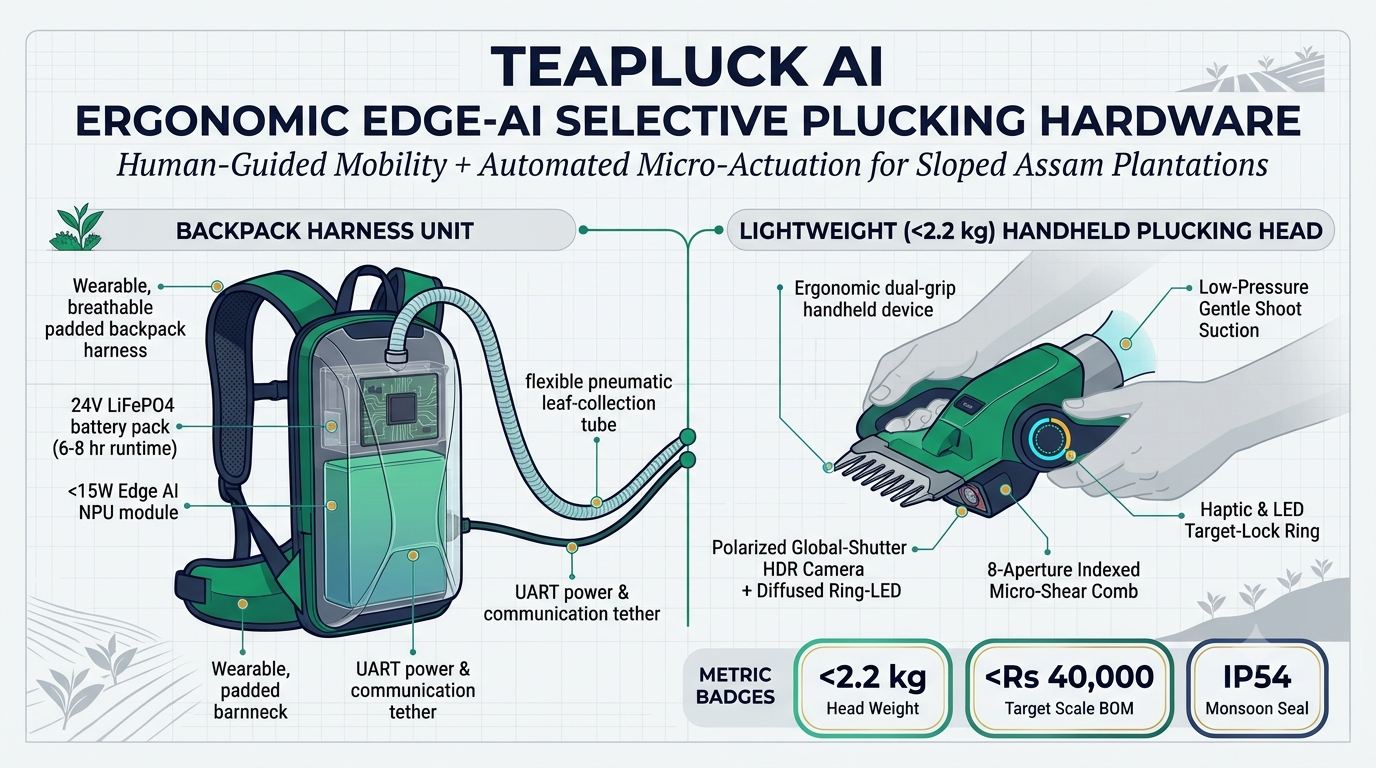 TEAPLUCK AI
ERGONOMIC EDGE-AI SELECTIVE PLUCKING HARDWARE
Human-Guided Mobility + Automated Micro-Actuation for Sloped Assam Plantations
BACKPACK HARNESS UNIT
Wearable,
breathable
padded backpack
harness
24V LiFePO4
battery pack
(6-8 hr runtime)
<15W Edge AI
NPU module
flexible pneumatic
leaf-collection
tube
UART power &
communication tether
Wearable,
padded
barnneck
UART power &
communication
tether
LIGHTWEIGHT (<2.2 kg) HANDHELD PLUCKING HEAD
Ergonomic dual-grip
handheld device
Low-Pressure
Gentle Shoot
Suction
Haptic & LED
Target-Lock Ring
Polarized Global-Shutter
HDR Camera
+ Diffused Ring-LED
8-Aperture Indexed
Micro-Shear Comb
METRIC
BADGES
<2.2 kg
Head Weight
<Rs 40,000
Target Scale BOM
IP54
Monsoon Seal